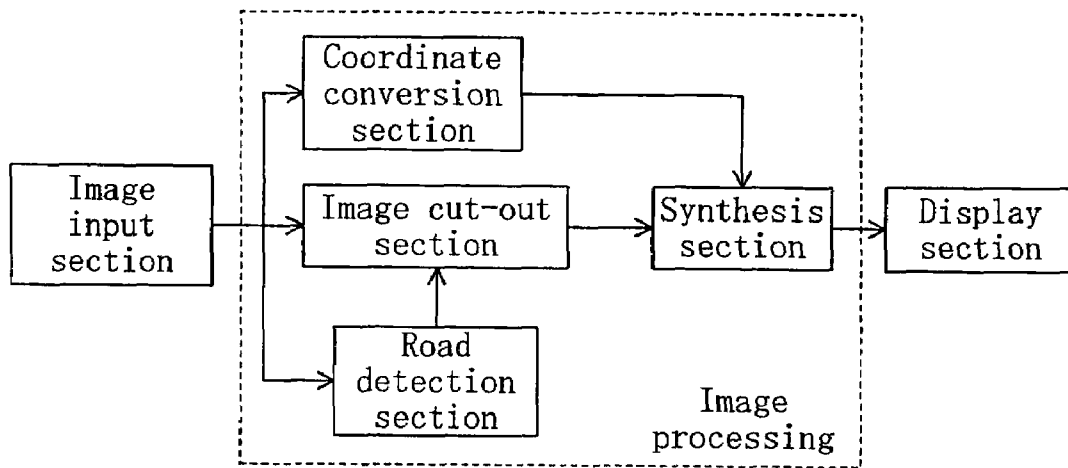 Coordinate
conversion
section
Image
input
section
Image cut-out
section
Synthesis
section
Display
section
Road
detection
section
Image
processing